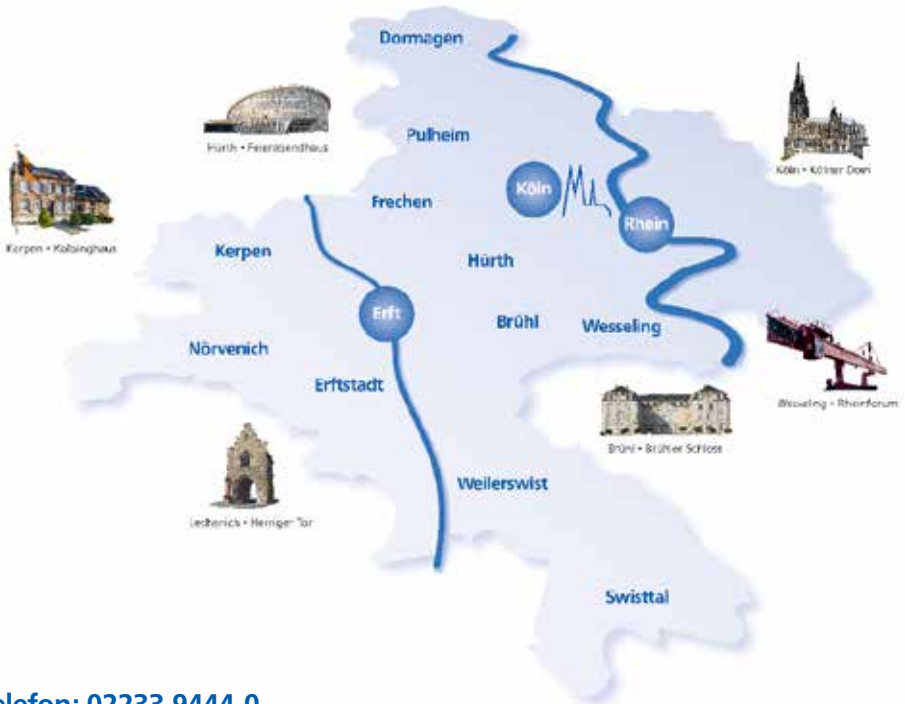 Dormagen
Hürth • Feierabendhaus
Pulheim
Köln • Kölner Dom
Köln
Frechen
Rhein
Kerpen • Kolpinghaus
Kerpen
Hürth
Erft
Brühl
Wesseling
Nörvenich
Erftstadt
Wesseling • Rheinforum
Brühl • Brühler Schloss
Weilerswist
Lechenich • Herriger Tor
Swisttal
elefon: 02233 9444-0